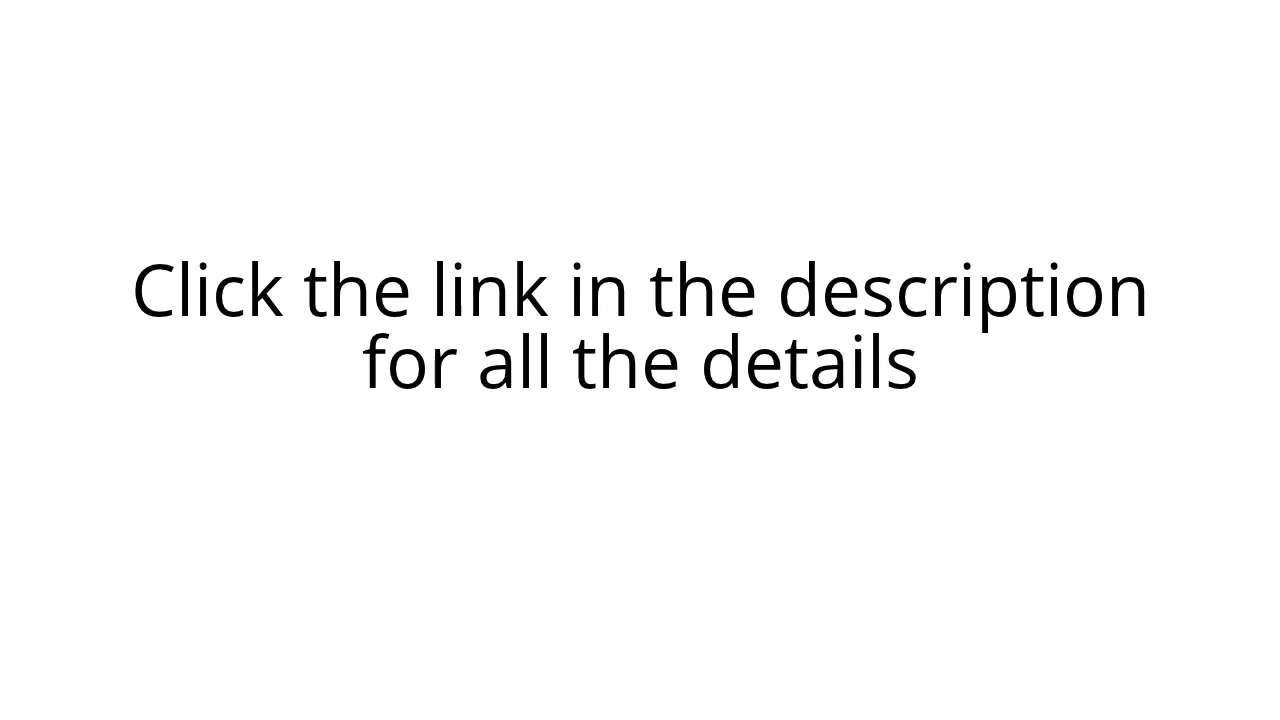 Click the link in the description
for all the details